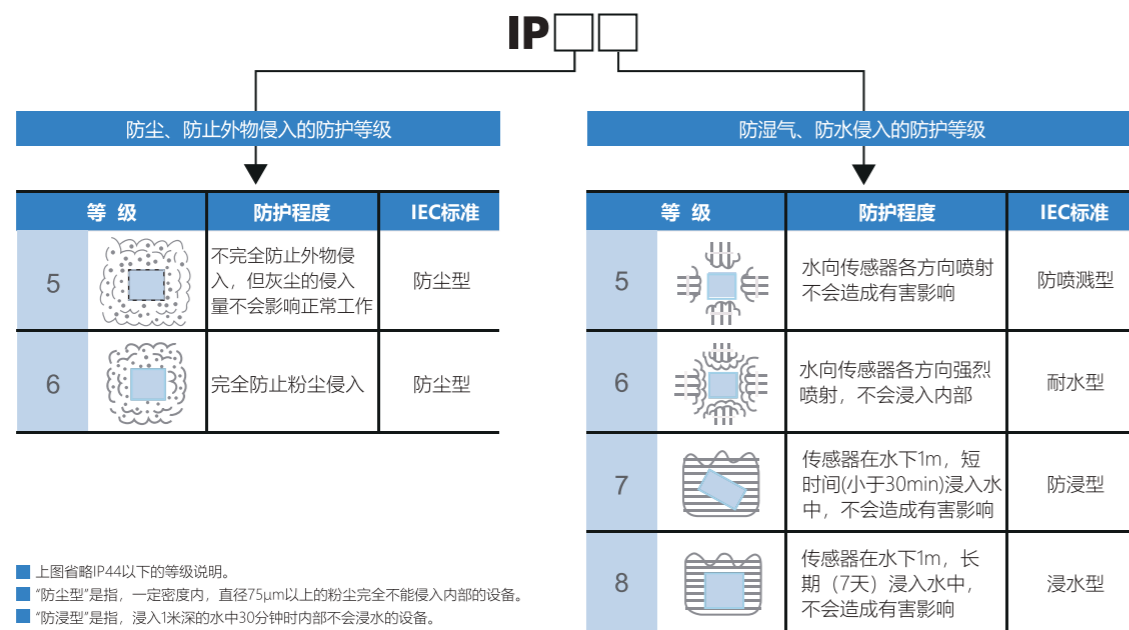 IP
防尘、防止外物侵入的防护等级
等 级 防护程度 IEC标准
5
不完全防止外物侵
入，但灰尘的侵入
量不会影响正常工作
防尘型
6
完全防止粉尘侵入
防尘型
防湿气、防水侵入的防护等级
等 级 防护程度 IEC标准
5
水向传感器各方向喷射
不会造成有害影响
防喷溅型
6
水向传感器各方向强烈
喷射，不会浸入内部
耐水型
7
传感器在水下1m，短
时间(小于30min)浸入水
中，不会造成有害影响
防浸型
8
传感器在水下1m，长
期（7天）浸入水中，
不会造成有害影响
浸水型
上图省略IP44以下的等级说明。
“防尘型”是指，一定密度内，直径75μm以上的粉尘完全不能侵入内部的设备。
“防浸型”是指，浸入1米深的水中30分钟时内部不会浸水的设备。